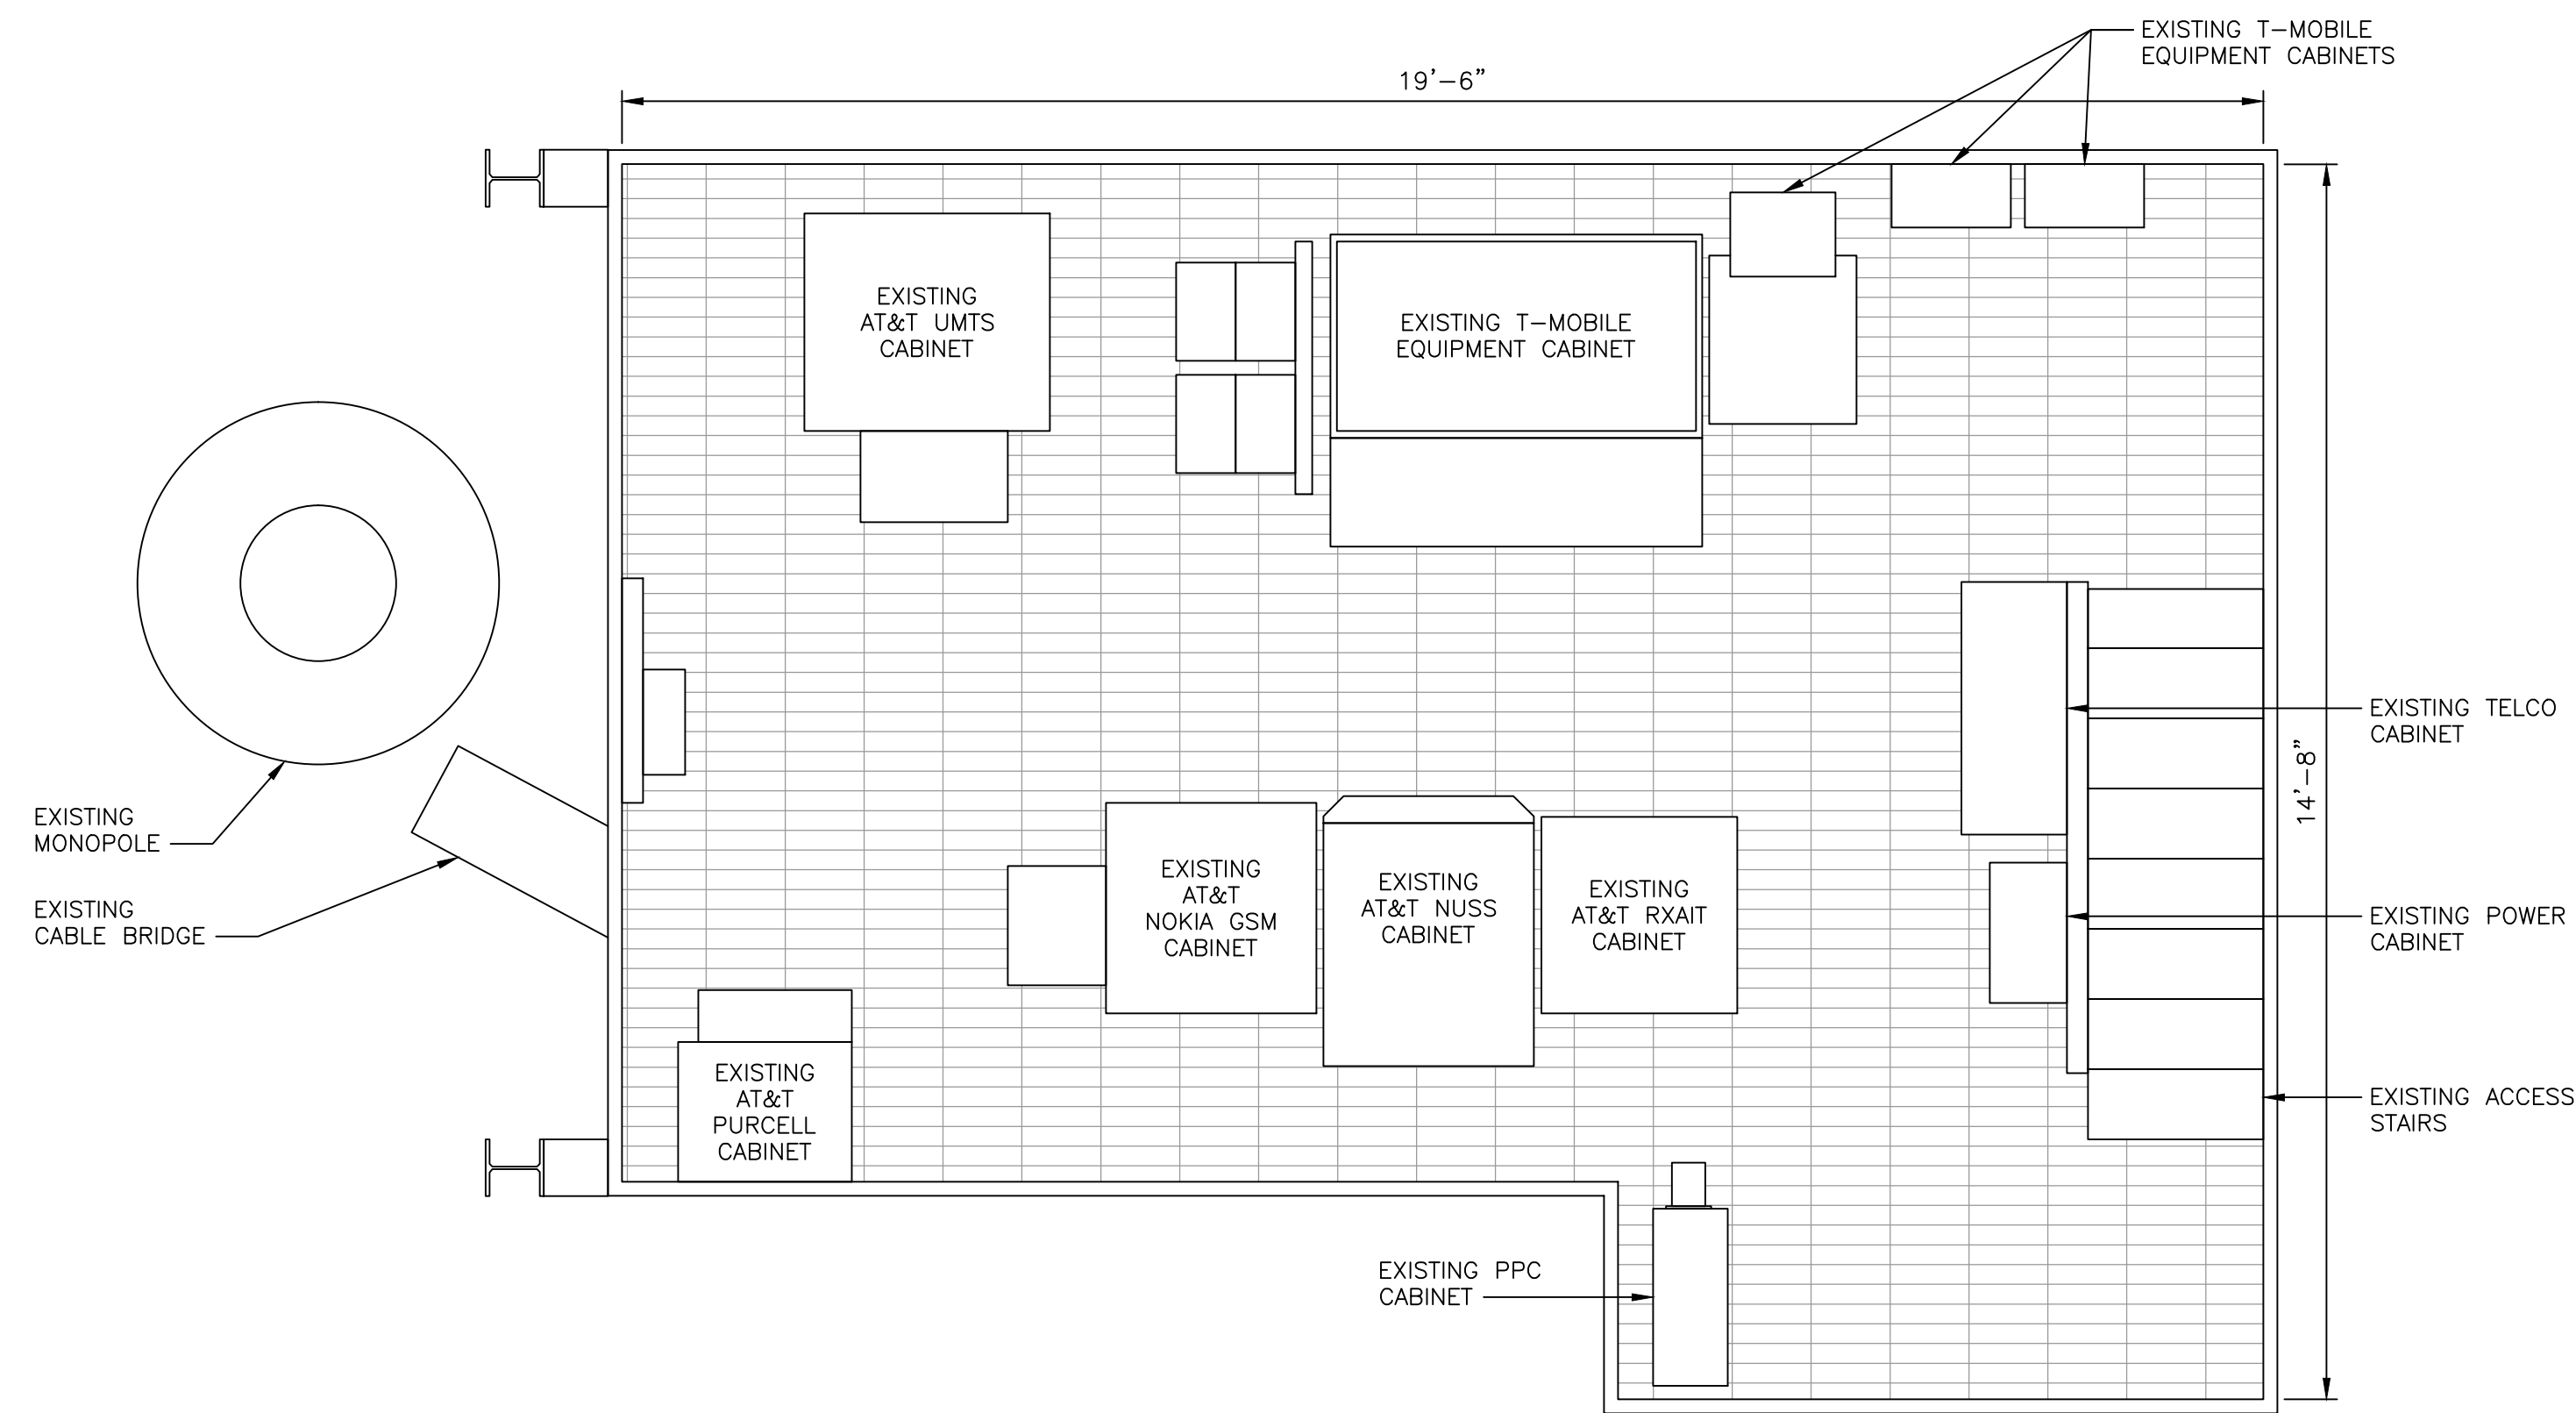 EXISTING T-MOBILE
EQUIPMENT CABINETS
19'-6"
EXISTING
AT&T UMTS
CABINET
EXISTING T-MOBILE
EQUIPMENT CABINET
EXISTING TELCO
CABINET
14'-8"
EXISTING
MONOPOLE
EXISTING
CABLE BRIDGE
EXISTING
AT&T
NOKIA GSM
CABINET
EXISTING
AT&T NUSS
CABINET
EXISTING
AT&T RXAIT
CABINET
EXISTING POWER
CABINET
EXISTING
AT&T
PURCELL
CABINET
EXISTING ACCESS
STAIRS
EXISTING PPC
CABINET